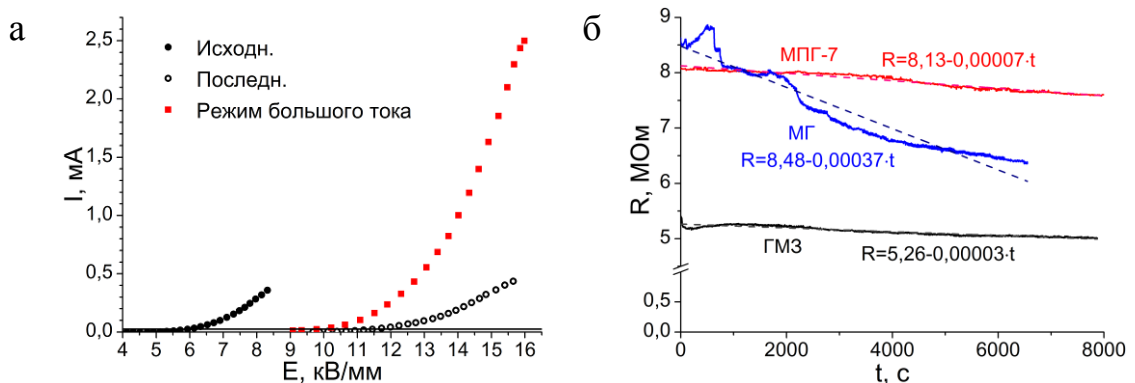 а
I, мА
2,5
2,0
1,5
1,0
0,5
0,0
Исходн.
Последн.
Режим большого тока
4 5 6 7 8 9 10 11 12 13 14 15 16
E, кВ/мм
б
R, МОм
9
8
7
6
5
0,5
0,0
МПГ-7
R=8,13-0,00007·t
МГ
R=8,48-0,00037·t
ГМЗ
R=5,26-0,00003·t
0 2000 4000 6000 8000
t, с